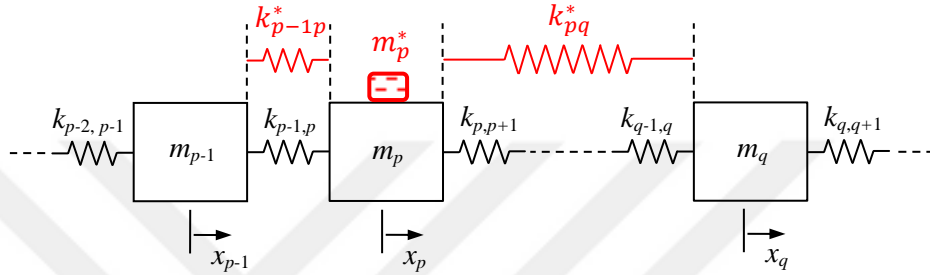 k*p−1p k*pq
m*p
kp-2, p-1 kp-1,p kp,p+1 kq-1,q kq,q+1
mp-1 mp mq
xp-1 xp xq